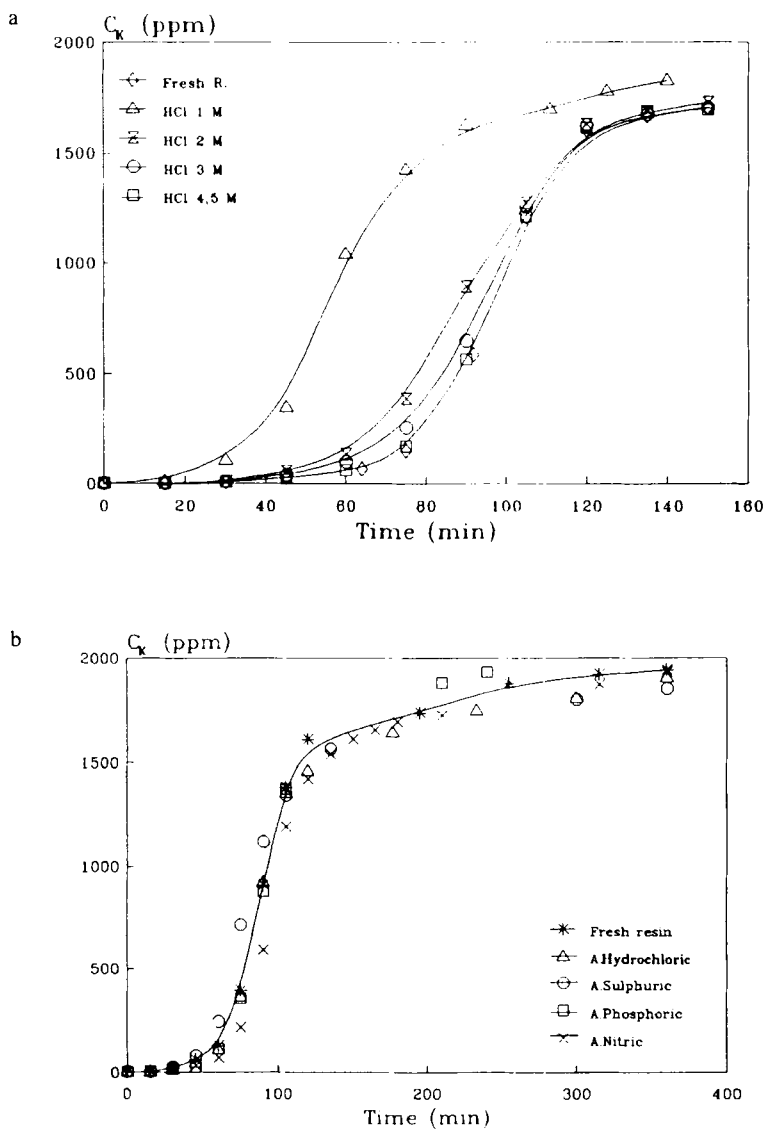 a
C_K (ppm)
2000
1500
1000
500
0
Fresh R.
HCl 1 M
HCl 2 M
HCl 3 M
HCl 4,5 M
0 20 40 60 80 100 120 140 160
Time (min)
b
C_K (ppm)
2000
1500
1000
500
0
Fresh resin
A.Hydrochloric
A.Sulphuric
A.Phosphoric
A.Nitric
0 100 200 300 400
Time (min)